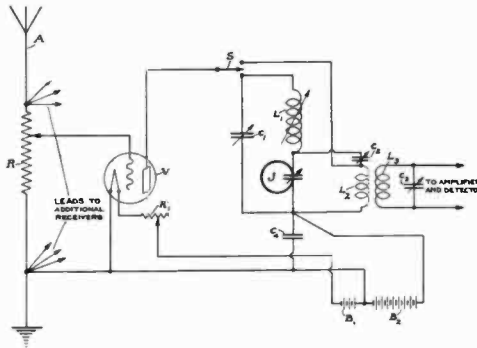 A
S
L₁
C₁
R
V
J
C₂
L₃
L₂
C₃
TO AMPLIFIER
AND DETECTOR
LEADS TO
ADDITIONAL
RECEIVERS
R₁
C₄
B₁
B₂